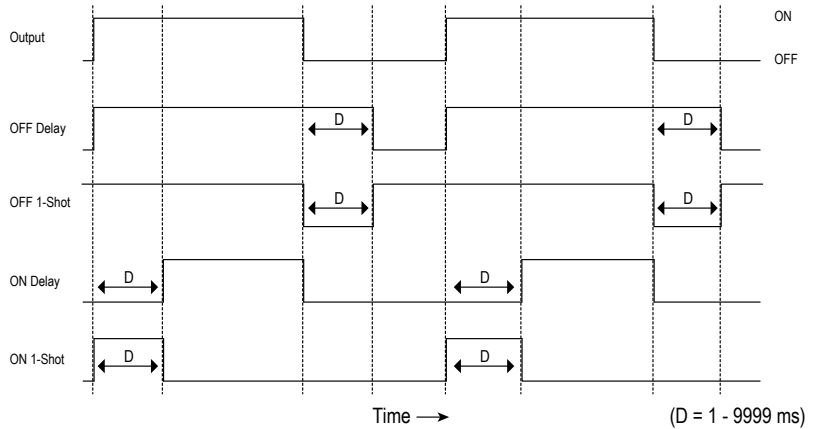 ON
Output
OFF
OFF Delay
D
D
OFF 1-Shot
D
D
ON Delay
D
D
ON 1-Shot
D
D
Time
(D = 1 - 9999 ms)